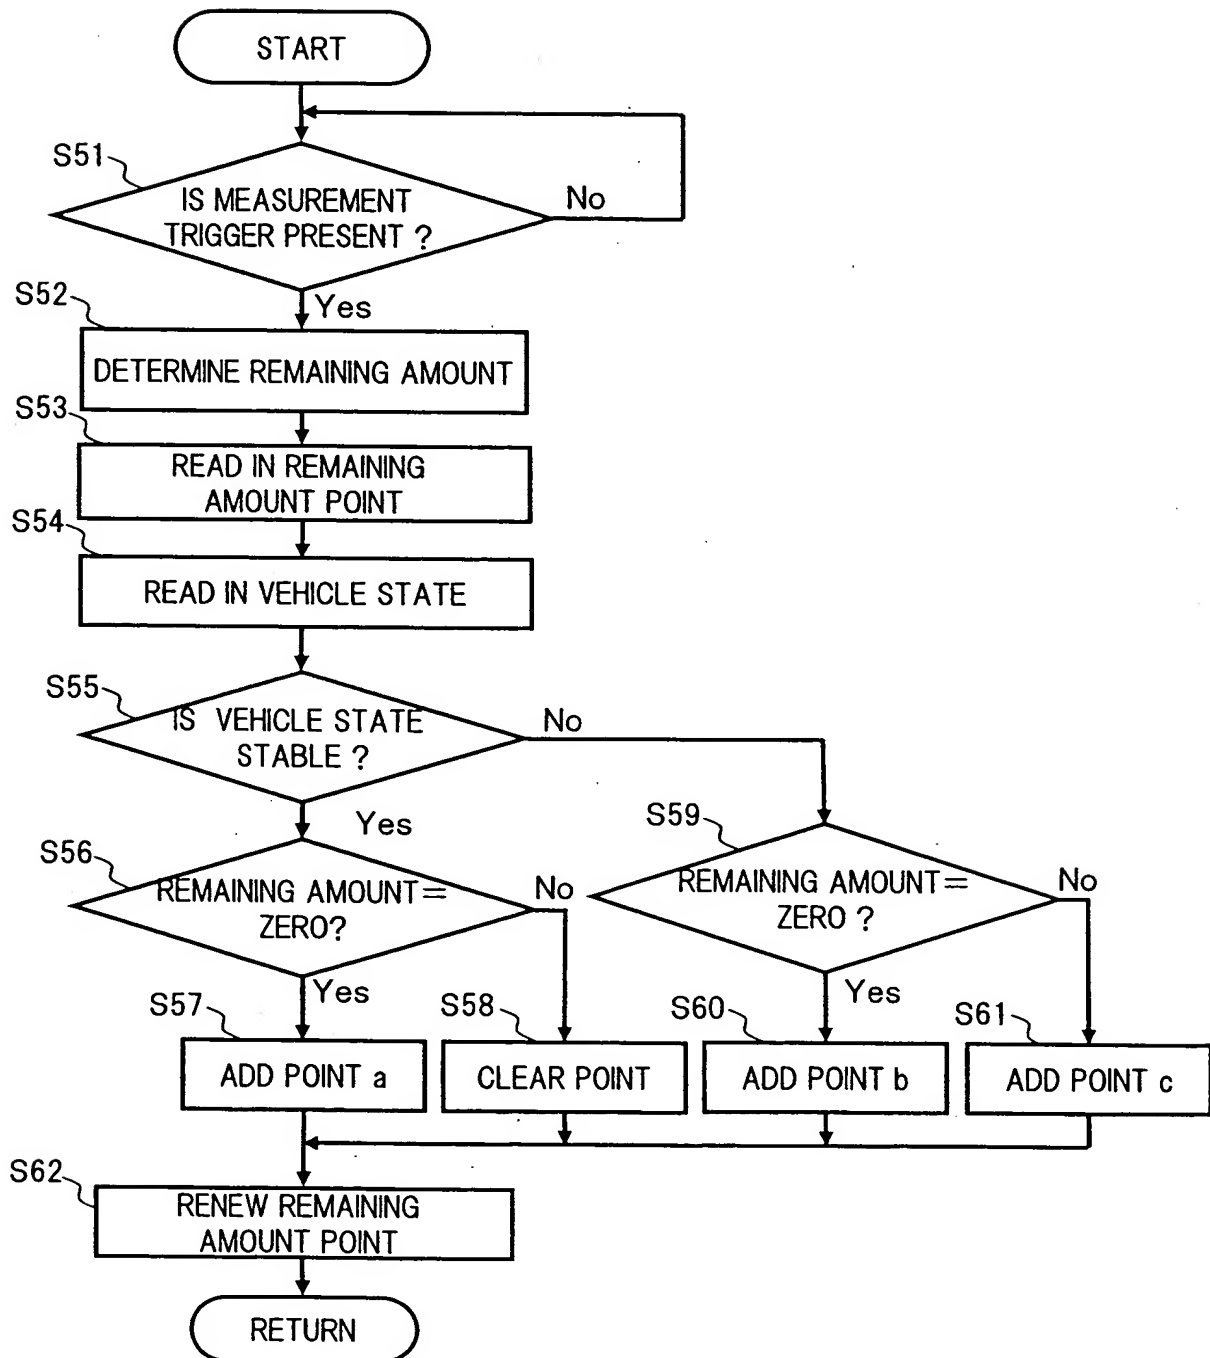 START
S51
IS MEASUREMENT
TRIGGER PRESENT ?
No
S52
Yes
DETERMINE REMAINING AMOUNT
S53
READ IN REMAINING
AMOUNT POINT
S54
READ IN VEHICLE STATE
S55
IS VEHICLE STATE
STABLE ?
No
Yes
S56
REMAINING AMOUNT=
ZERO?
No
S59
REMAINING AMOUNT=
ZERO ?
No
S57
Yes
S58
S60
Yes
S61
ADD POINT a
CLEAR POINT
ADD POINT b
ADD POINT c
S62
RENEW REMAINING
AMOUNT POINT
RETURN